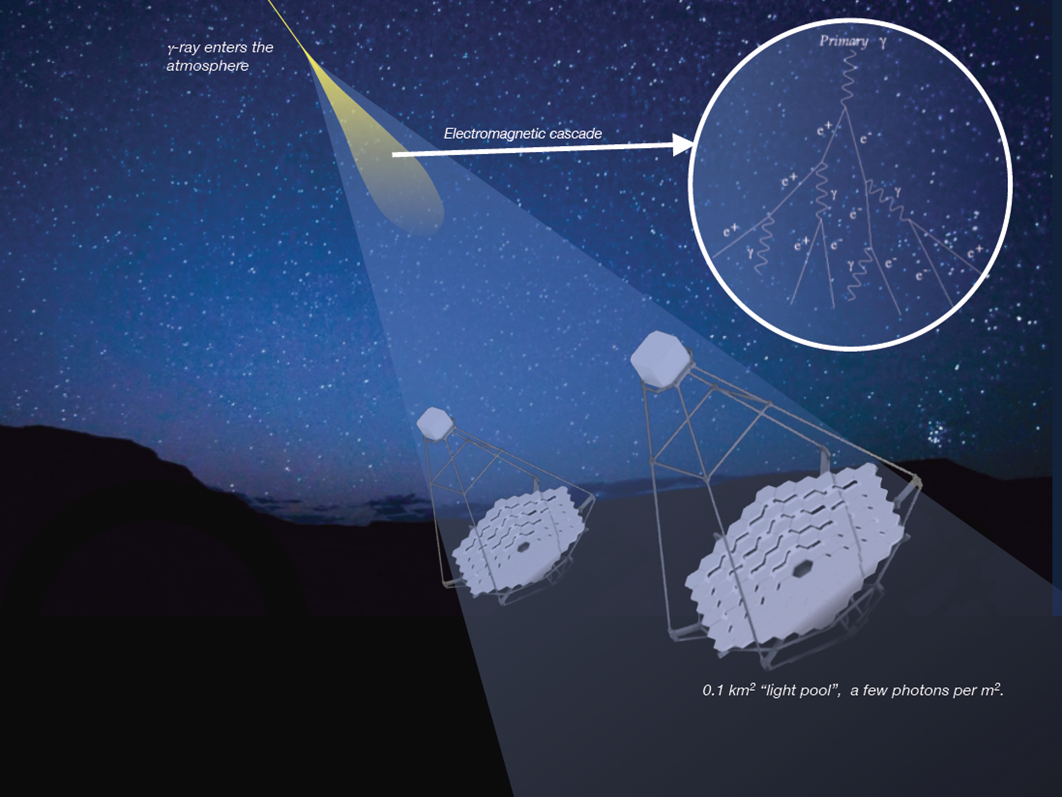 γ-ray enters the
atmosphere
Electromagnetic cascade
Primary γ
e⁺
e⁻
e⁺
γ
γ
e⁻
e⁺
γ
e⁺
e⁻
γ
e⁻
e⁻
e⁺
0.1 km² “light pool”, a few photons per m².